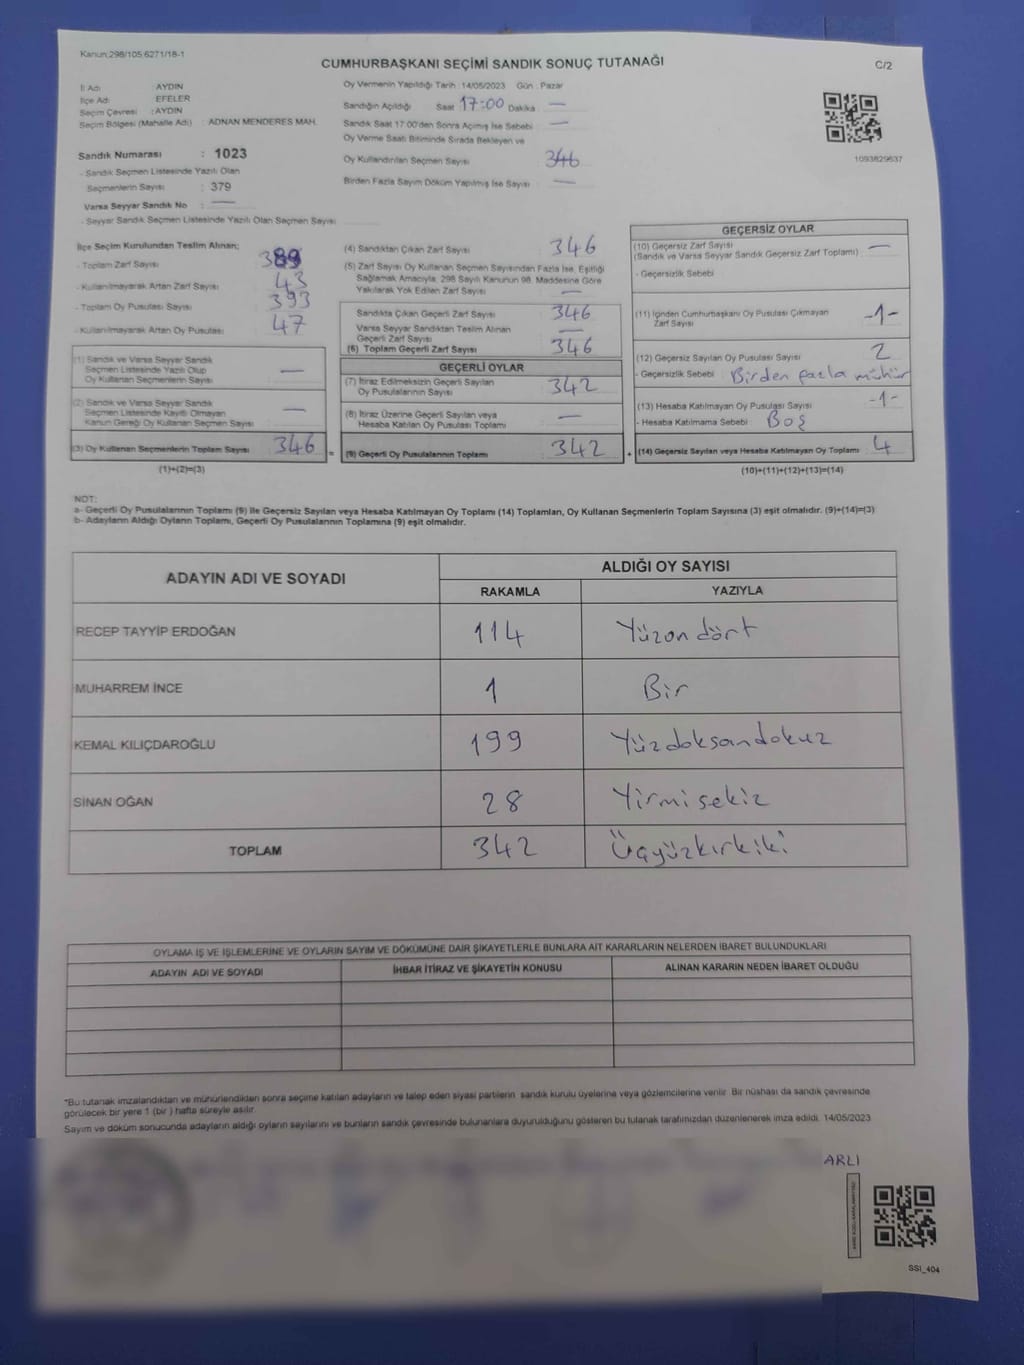 Kanun:298/105;6271/18-1
CUMHURBAŞKANI SEÇİMİ SANDIK SONUÇ TUTANAĞI
C/2
İl Adı : AYDIN
İlçe Adı : EFELER
Seçim Çevresi : AYDIN
Seçim Bölgesi (Mahalle Adı) : ADNAN MENDERES MAH.
Sandık Numarası : 1023
- Sandık Seçmen Listesinde Yazılı Olan
Seçmenlerin Sayısı : 379
Varsa Seyyar Sandık No : —
- Seyyar Sandık Seçmen Listesinde Yazılı Olan Seçmen Sayısı
Oy Vermenin Yapıldığı Tarih : 14/05/2023 Gün : Pazar
Sandığın Açıldığı Saat 17:00 Dakika —
Sandık Saat 17:00'den Sonra Açılmış İse Sebebi : —
Oy Verme Saati Bitiminde Sırada Bekleyen ve
Oy Kullandırılan Seçmen Sayısı 346
Birden Fazla Sayım Döküm Yapılmış İse Sayısı : —
1093829637
İlçe Seçim Kurulundan Teslim Alınan;
- Toplam Zarf Sayısı 389
- Kullanılmayarak Artan Zarf Sayısı 43
- Toplam Oy Pusulası Sayısı 393
- Kullanılmayarak Artan Oy Pusulası 47
(1) Sandık ve Varsa Seyyar Sandık
Seçmen Listesinde Yazılı Olup
Oy Kullanan Seçmenlerin Sayısı —
(2) Sandık ve Varsa Seyyar Sandık
Seçmen Listesinde Kayıtlı Olmayan
Kanun Gereği Oy Kullanan Seçmen Sayısı —
(3) Oy Kullanan Seçmenlerin Toplam Sayısı 346 =
(1)+(2)=(3)
(4) Sandıktan Çıkan Zarf Sayısı 346
(5) Zarf Sayısı Oy Kullanan Seçmen Sayısından Fazla İse, Eşitliği
Sağlamak Amacıyla, 298 Sayılı Kanunun 98. Maddesine Göre
Yakılarak Yok Edilen Zarf Sayısı —
Sandıkta Çıkan Geçerli Zarf Sayısı 346
Varsa Seyyar Sandıktan Teslim Alınan
Geçerli Zarf Sayısı —
(6) Toplam Geçerli Zarf Sayısı 346
GEÇERLİ OYLAR
(7) İtiraz Edilmeksizin Geçerli Sayılan
Oy Pusulasının Sayısı 342
(8) İtiraz Üzerine Geçerli Sayılan veya
Hesaba Katılan Oy Pusulası Toplamı —
(9) Geçerli Oy Pusulalarının Toplamı 342 +
GEÇERSİZ OYLAR
(10) Geçersiz Zarf Sayısı
(Sandık ve Varsa Seyyar Sandık Geçersiz Zarf Toplamı) —
- Geçersizlik Sebebi
(11) İçinden Cumhurbaşkanı Oy Pusulası Çıkmayan
Zarf Sayısı -1-
(12) Geçersiz Sayılan Oy Pusulası Sayısı 2
- Geçersizlik Sebebi : Birden fazla mühür
(13) Hesaba Katılmayan Oy Pusulası Sayısı -1-
- Hesaba Katılmama Sebebi : Boş
(14) Geçersiz Sayılan veya Hesaba Katılmayan Oy Toplamı 4
(10)+(11)+(12)+(13)=(14)
NOT:
a- Geçerli Oy Pusulalarının Toplamı (9) ile Geçersiz Sayılan veya Hesaba Katılmayan Oy Toplamı (14) Toplamları, Oy Kullanan Seçmenlerin Toplam Sayısına (3) eşit olmalıdır. (9)+(14)=(3)
b- Adayların Aldığı Oyların Toplamı, Geçerli Oy Pusulalarının Toplamına (9) eşit olmalıdır.
ADAYIN ADI VE SOYADI
ALDIĞI OY SAYISI
RAKAMLA YAZIYLA
RECEP TAYYİP ERDOĞAN 114 Yüzondört
MUHARREM İNCE 1 Bir
KEMAL KILIÇDAROĞLU 199 Yüzdoksandokuz
SİNAN OĞAN 28 Yirmisekiz
TOPLAM 342 Üçyüzkırkiki
OYLAMA İŞ VE İŞLEMLERİNE VE OYLARIN SAYIM VE DÖKÜMÜNE DAİR ŞİKAYETLERLE BUNLARA AİT KARARLARIN NELERDEN İBARET BULUNDUKLARI
ADAYIN ADI VE SOYADI İHBAR İTİRAZ VE ŞİKAYETİN KONUSU ALINAN KARARIN NEDEN İBARET OLDUĞU
*Bu tutanak imzalandıktan ve mühürlendikten sonra seçime katılan adayların ve talep eden siyasi partilerin sandık kurulu üyelerine veya gözlemcilerine verilir. Bir nüshası da sandık çevresinde
görülecek bir yere 1 (bir ) hafta süreyle asılır.
Sayım ve döküm sonucunda adayların aldığı oyların sayılarını ve bunların sandık çevresinde bulunanlara duyurulduğunu gösteren bu tutanak tarafımızdan düzenlenerek imza edildi. 14/05/2023
ARLI
SSI_404